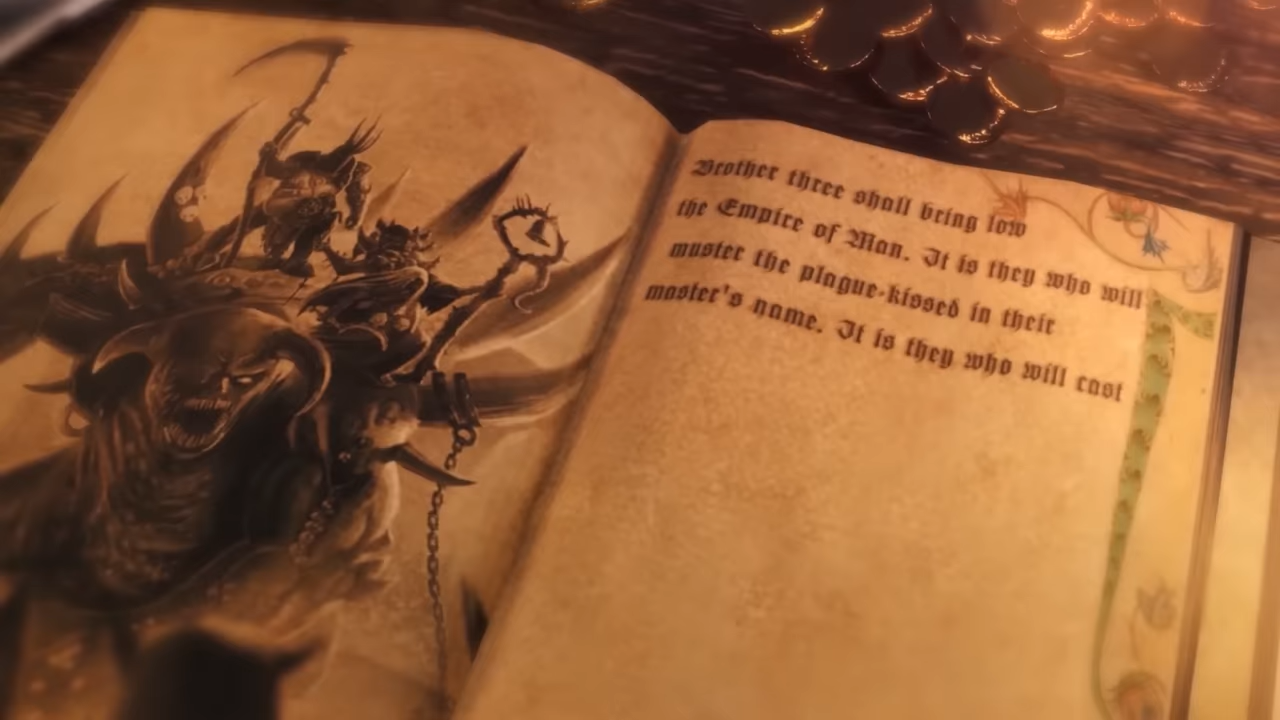 Brother three shall bring low
the Empire of Man. It is they who will
muster the plague-kissed in their
master's name. It is they who will cast